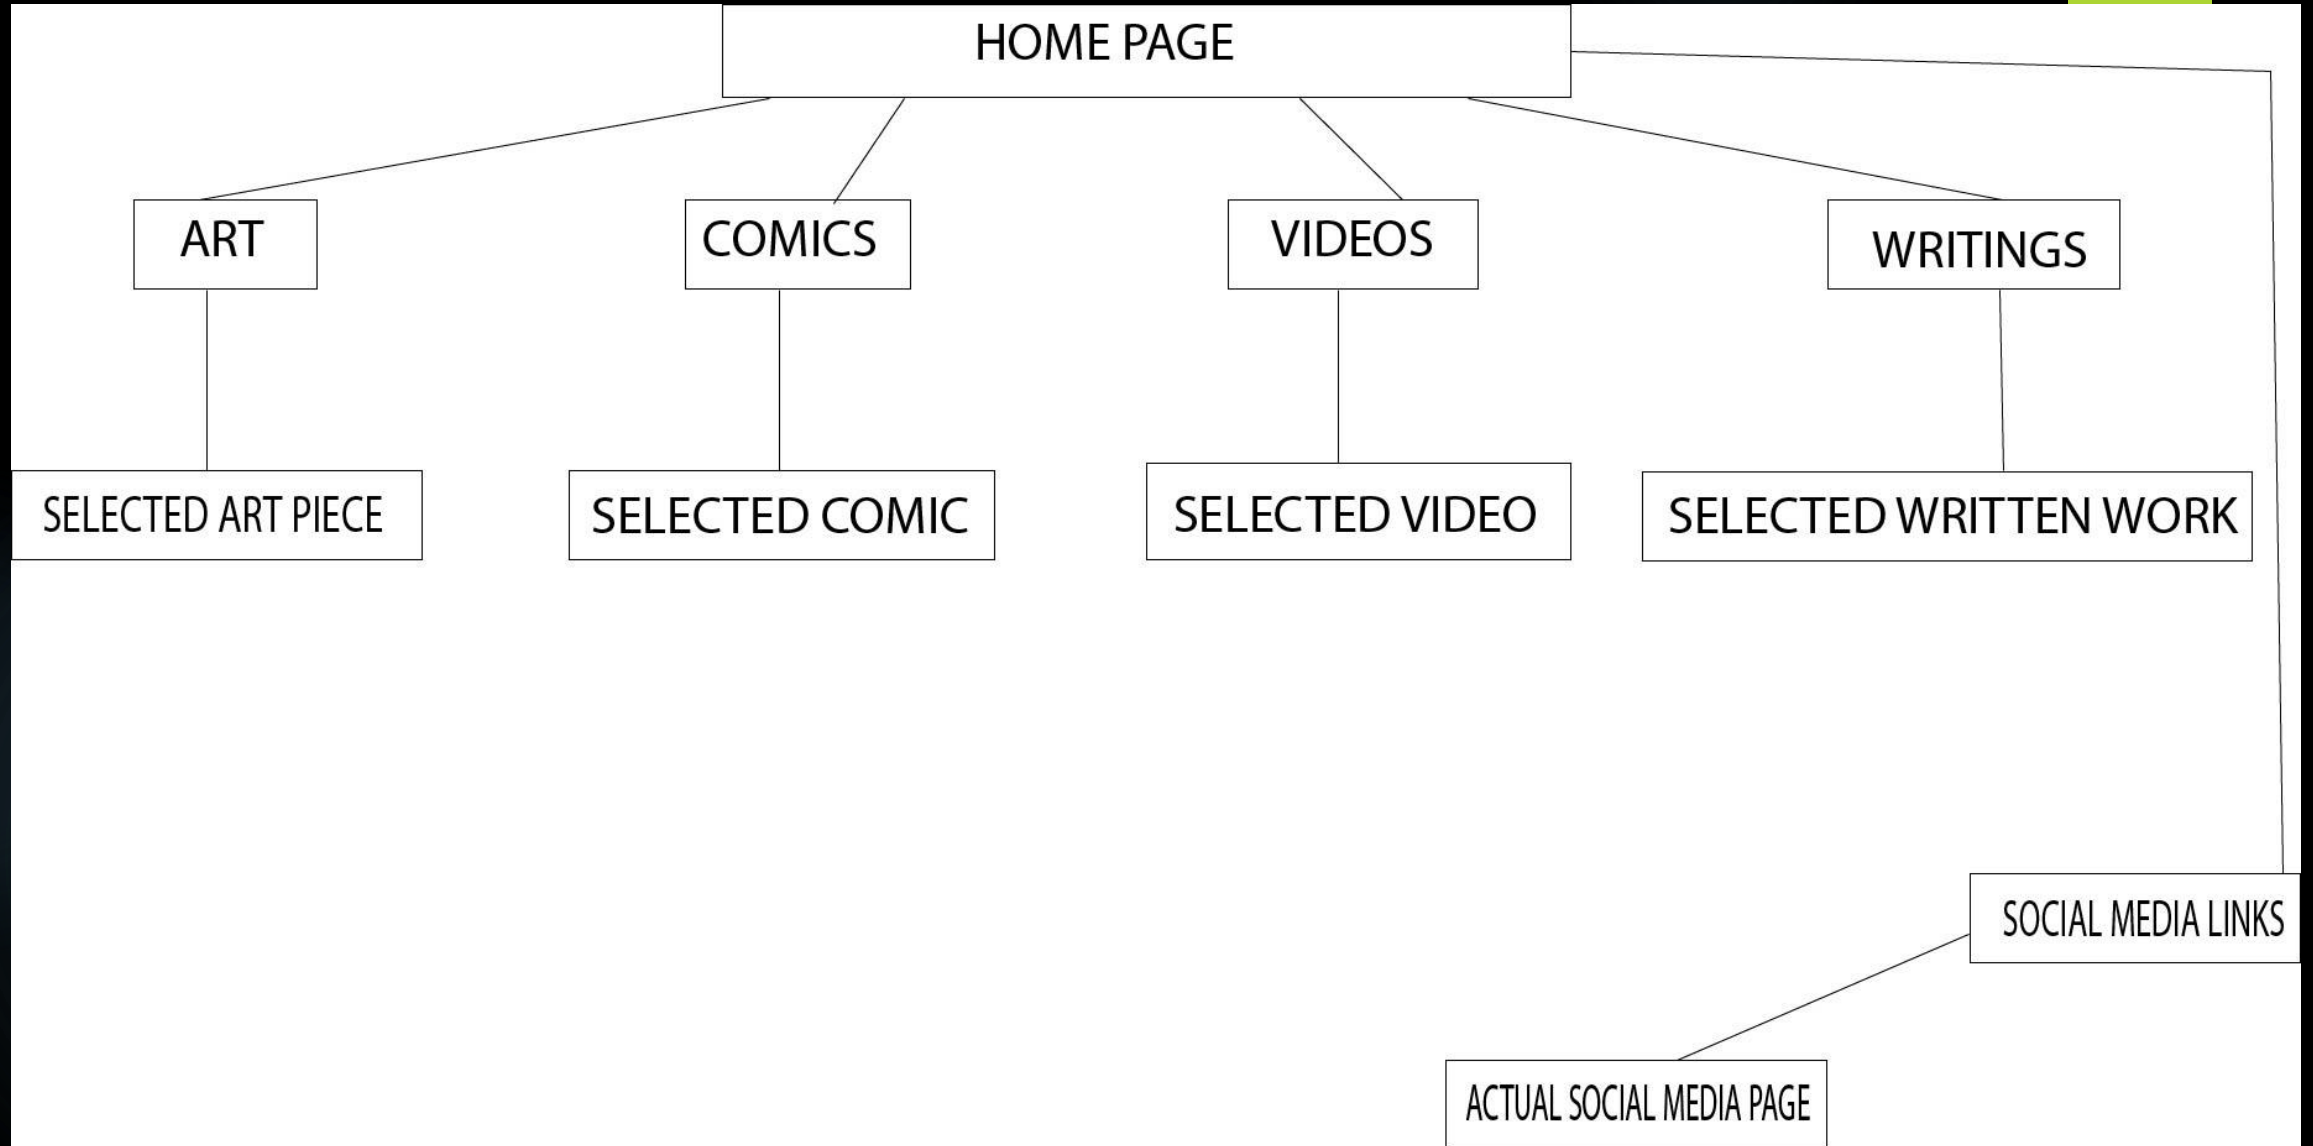 HOME PAGE
ART
COMICS
VIDEOS
WRITINGS
SELECTED ART PIECE
SELECTED COMIC
SELECTED VIDEO
SELECTED WRITTEN WORK
SOCIAL MEDIA LINKS
ACTUAL SOCIAL MEDIA PAGE